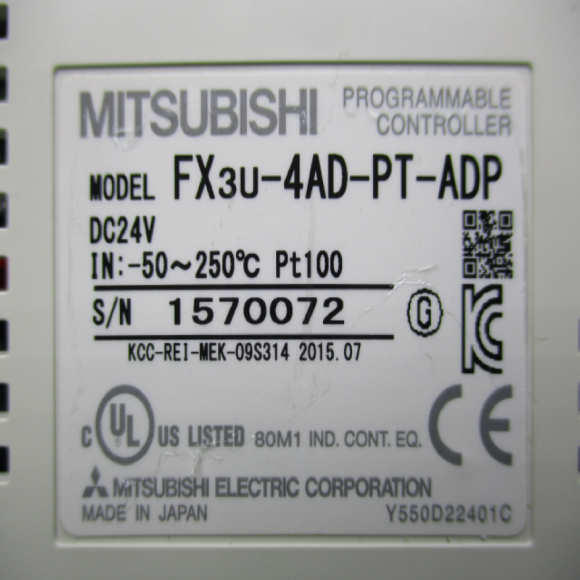 MITSUBISHI PROGRAMMABLE CONTROLLER
MODEL FX3U-4AD-PT-ADP
DC24V
IN:-50~250℃ Pt100
S/N 1570072
G
KCC-REI-MEK-09S314 2015.07
C UL US LISTED 80M1 IND. CONT. EQ. CE
MITSUBISHI ELECTRIC CORPORATION
MADE IN JAPAN Y550D22401C